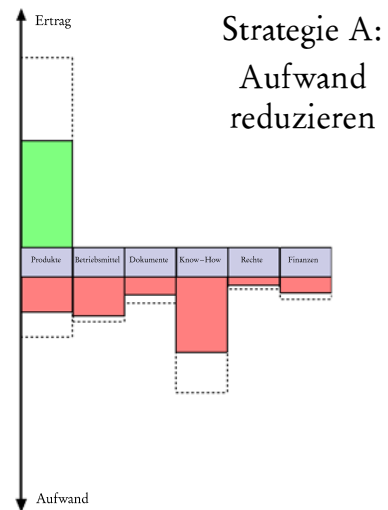 Ertrag
Strategie A:
Aufwand
reduzieren
Produkte
Betriebsmittel
Dokumente
Know-How
Rechte
Finanzen
Aufwand